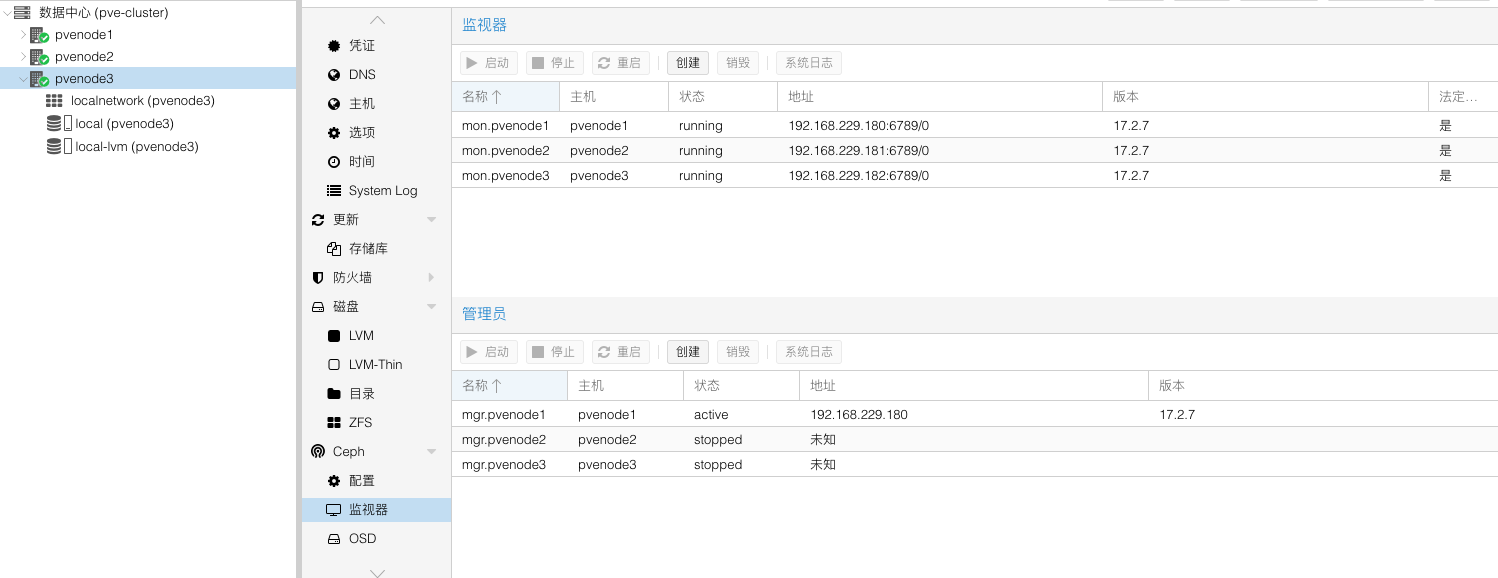 数据中心 (pve-cluster)
pvenode1
pvenode2
pvenode3
localnetwork (pvenode3)
local (pvenode3)
local-lvm (pvenode3)
凭证
DNS
主机
选项
时间
System Log
更新
存储库
防火墙
磁盘
LVM
LVM-Thin
目录
ZFS
Ceph
配置
监视器
OSD
监视器
启动 停止 重启 创建 销毁 系统日志
名称 主机 状态 地址 版本 法定...
mon.pvenode1 pvenode1 running 192.168.229.180:6789/0 17.2.7 是
mon.pvenode2 pvenode2 running 192.168.229.181:6789/0 17.2.7 是
mon.pvenode3 pvenode3 running 192.168.229.182:6789/0 17.2.7 是
管理员
启动 停止 重启 创建 销毁 系统日志
名称 主机 状态 地址 版本
mgr.pvenode1 pvenode1 active 192.168.229.180 17.2.7
mgr.pvenode2 pvenode2 stopped 未知
mgr.pvenode3 pvenode3 stopped 未知